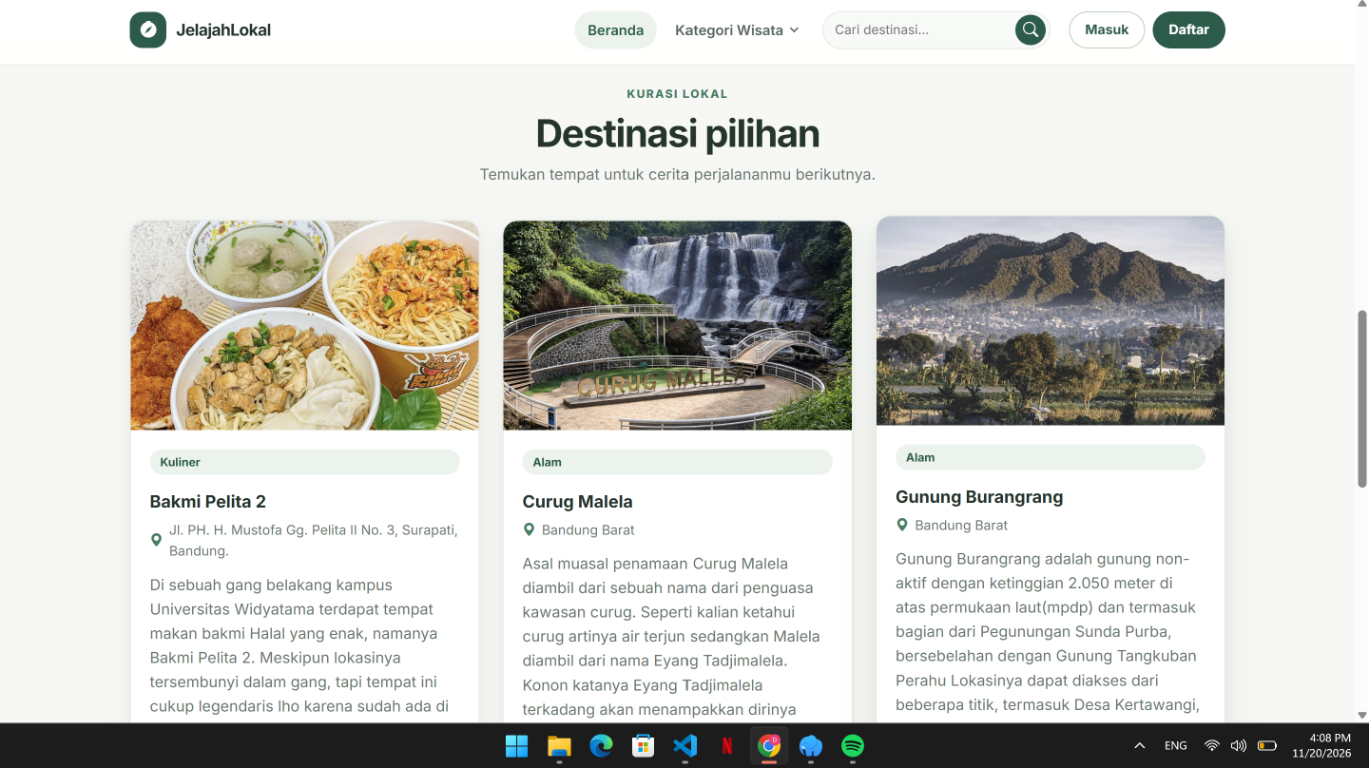 JelajahLokal
Beranda
Kategori Wisata
Cari destinasi...
Masuk
Daftar
KURASI LOKAL
Destinasi pilihan
Temukan tempat untuk cerita perjalananmu berikutnya.
CURUG MALELA
Kuliner
Bakmi Pelita 2
Jl. PH. H. Mustofa Gg. Pelita II No. 3, Surapati,
Bandung.
Di sebuah gang belakang kampus
Universitas Widyatama terdapat tempat
makan bakmi Halal yang enak, namanya
Bakmi Pelita 2. Meskipun lokasinya
tersembunyi dalam gang, tapi tempat ini
cukup legendaris lho karena sudah ada di
Alam
Curug Malela
Bandung Barat
Asal muasal penamaan Curug Malela
diambil dari sebuah nama dari penguasa
kawasan curug. Seperti kalian ketahui
curug artinya air terjun sedangkan Malela
diambil dari nama Eyang Tadjimalela.
Konon katanya Eyang Tadjimalela
terkadang akan menampakkan dirinya
Alam
Gunung Burangrang
Bandung Barat
Gunung Burangrang adalah gunung non-
aktif dengan ketinggian 2.050 meter di
atas permukaan laut(mpdp) dan termasuk
bagian dari Pegunungan Sunda Purba,
bersebelahan dengan Gunung Tangkuban
Perahu Lokasinya dapat diakses dari
beberapa titik, termasuk Desa Kertawangi,
ENG
4:08 PM
11/20/2026